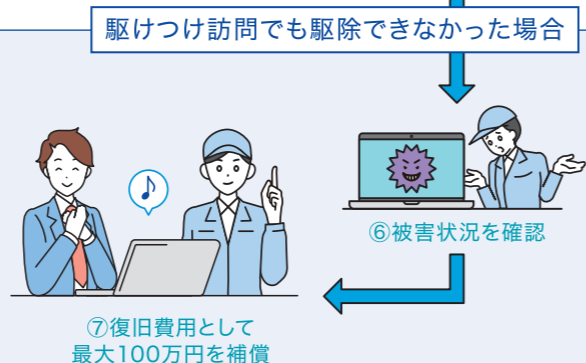 駆けつけ訪問でも駆除できなかった場合
⑥被害状況を確認
⑦復旧費用として
最大100万円を補償